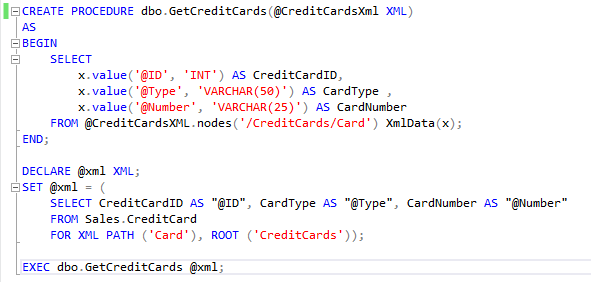 CREATE PROCEDURE dbo.GetCreditCards(@CreditCardsXml XML)
AS
BEGIN
    SELECT
        x.value('@ID', 'INT') AS CreditCardID,
        x.value('@Type', 'VARCHAR(50)') AS CardType ,
        x.value('@Number', 'VARCHAR(25)') AS CardNumber
    FROM @CreditCardsXML.nodes('/CreditCards/Card') XmlData(x);
END;

DECLARE @xml XML;
SET @xml = (
    SELECT CreditCardID AS "@ID", CardType AS "@Type", CardNumber AS "@Number"
    FROM Sales.CreditCard
    FOR XML PATH ('Card'), ROOT ('CreditCards'));

EXEC dbo.GetCreditCards @xml;